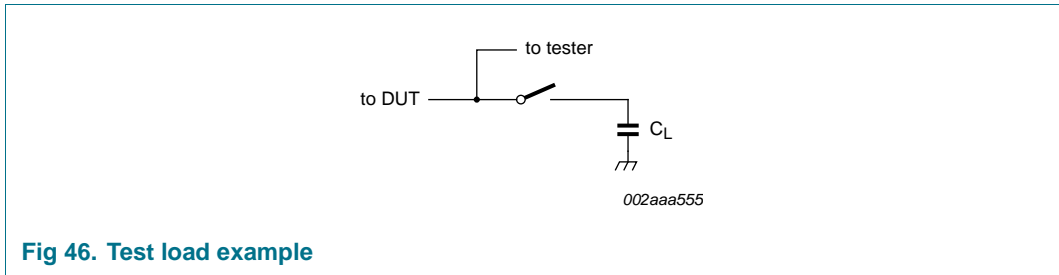 to tester
to DUT
C_L
002aaa555
Fig 46. Test load example